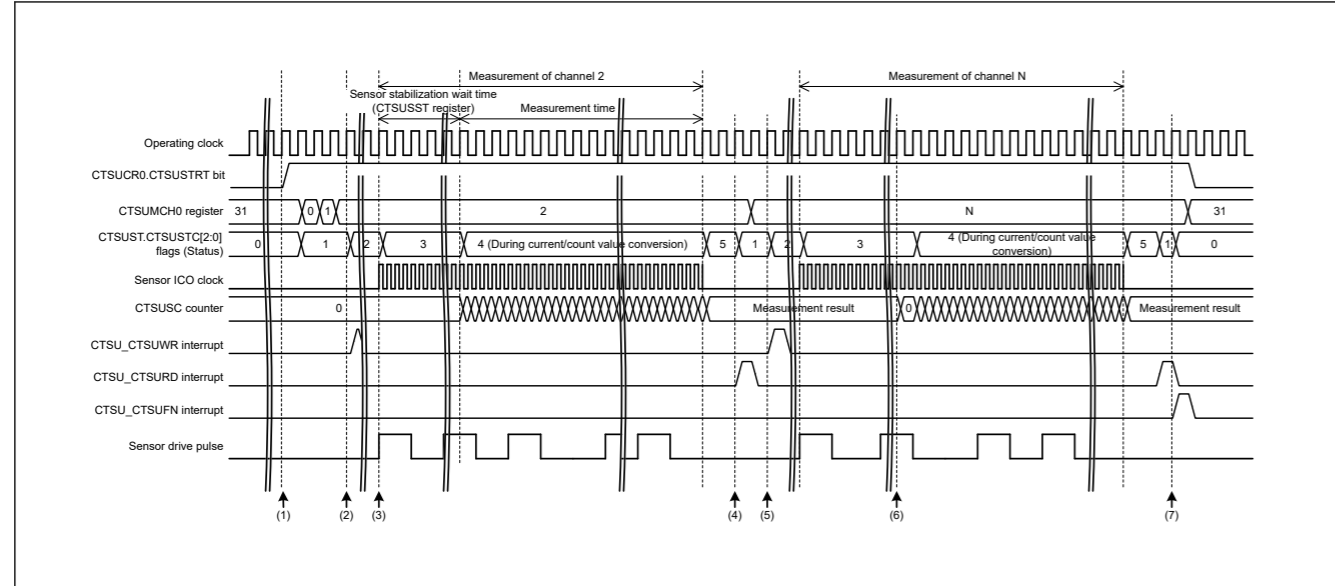 Measurement of channel 2
Measurement of channel N
Sensor stabilization wait time
(CTSUSST register)
Measurement time
Operating clock
CTSUCR0.CTSUSTRT bit
CTSUMCH0 register
31
0
1
2
N
31
CTSUST.CTSUSTC[2:0]
flags (Status)
0
1
2
3
4 (During current/count value conversion)
5
1
2
3
4 (During current/count value
conversion)
5
1
0
Sensor ICO clock
CTSUSC counter
0
Measurement result
0
Measurement result
CTSU_CTSUWR interrupt
CTSU_CTSURD interrupt
CTSU_CTSUFN interrupt
Sensor drive pulse
(1)
(2)
(3)
(4)
(5)
(6)
(7)